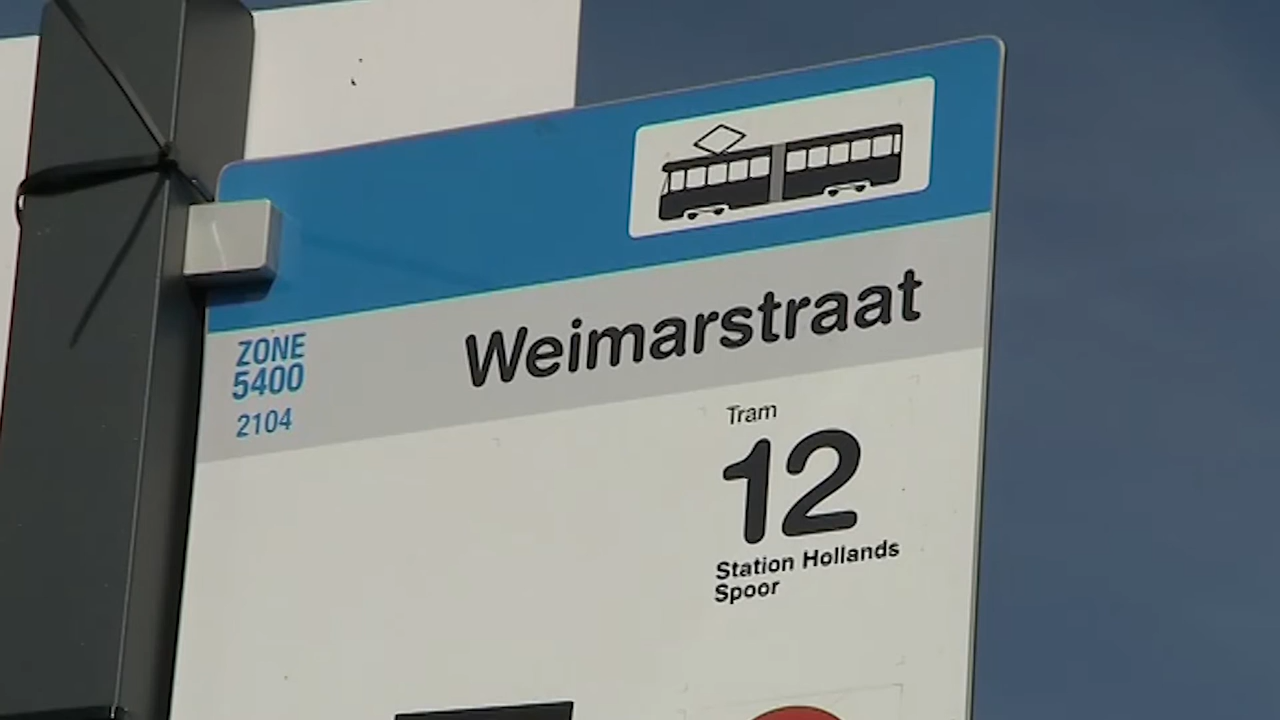 Weimarstraat
ZONE
5400
2104
Tram
12
Station Hollands
Spoor